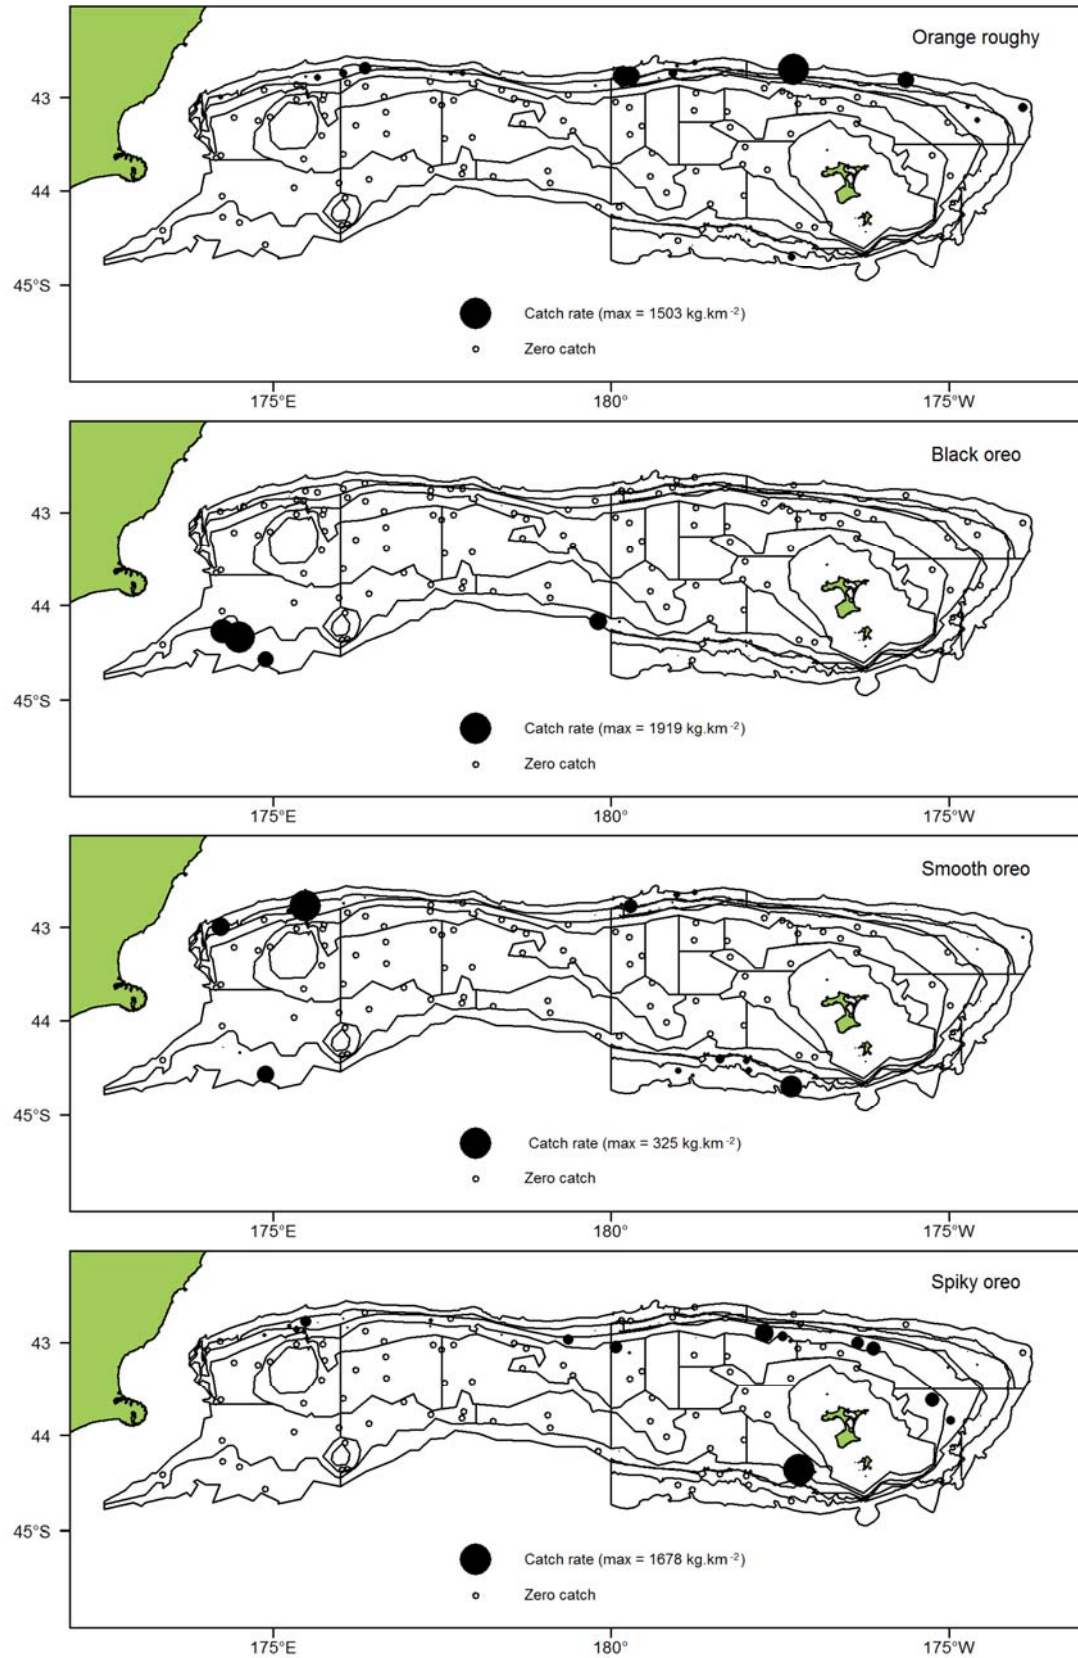 Orange roughy
43
44
45°S
Catch rate (max = 1503 kg.km⁻²)
Zero catch
175°E 180° 175°W
Black oreo
43
44
45°S
Catch rate (max = 1919 kg.km⁻²)
Zero catch
175°E 180° 175°W
Smooth oreo
43
44
45°S
Catch rate (max = 325 kg.km⁻²)
Zero catch
175°E 180° 175°W
Spiky oreo
43
44
45°S
Catch rate (max = 1678 kg.km⁻²)
Zero catch
175°E 180° 175°W